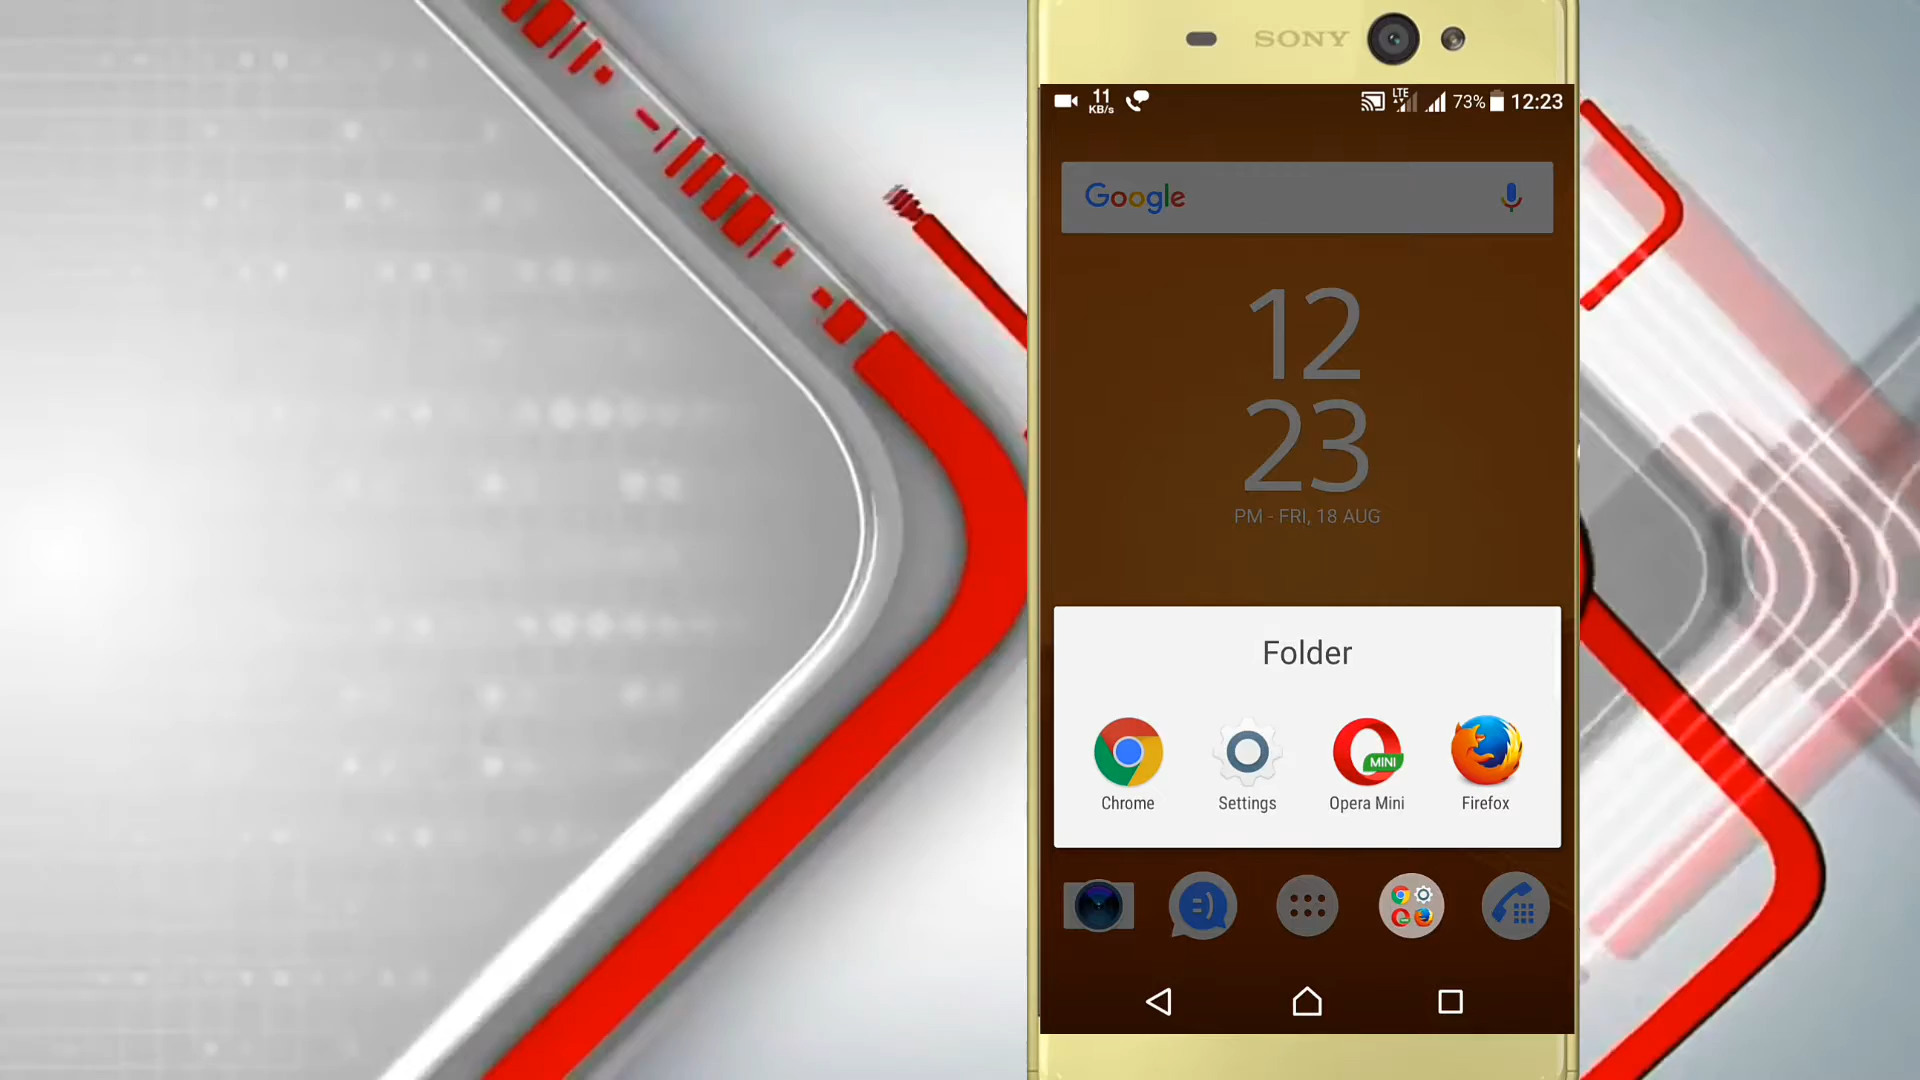 SONY
11
KB/s
LTE
73%
12:23
Google
12
23
PM - FRI, 18 AUG
Folder
MINI
Chrome
Settings
Opera Mini
Firefox